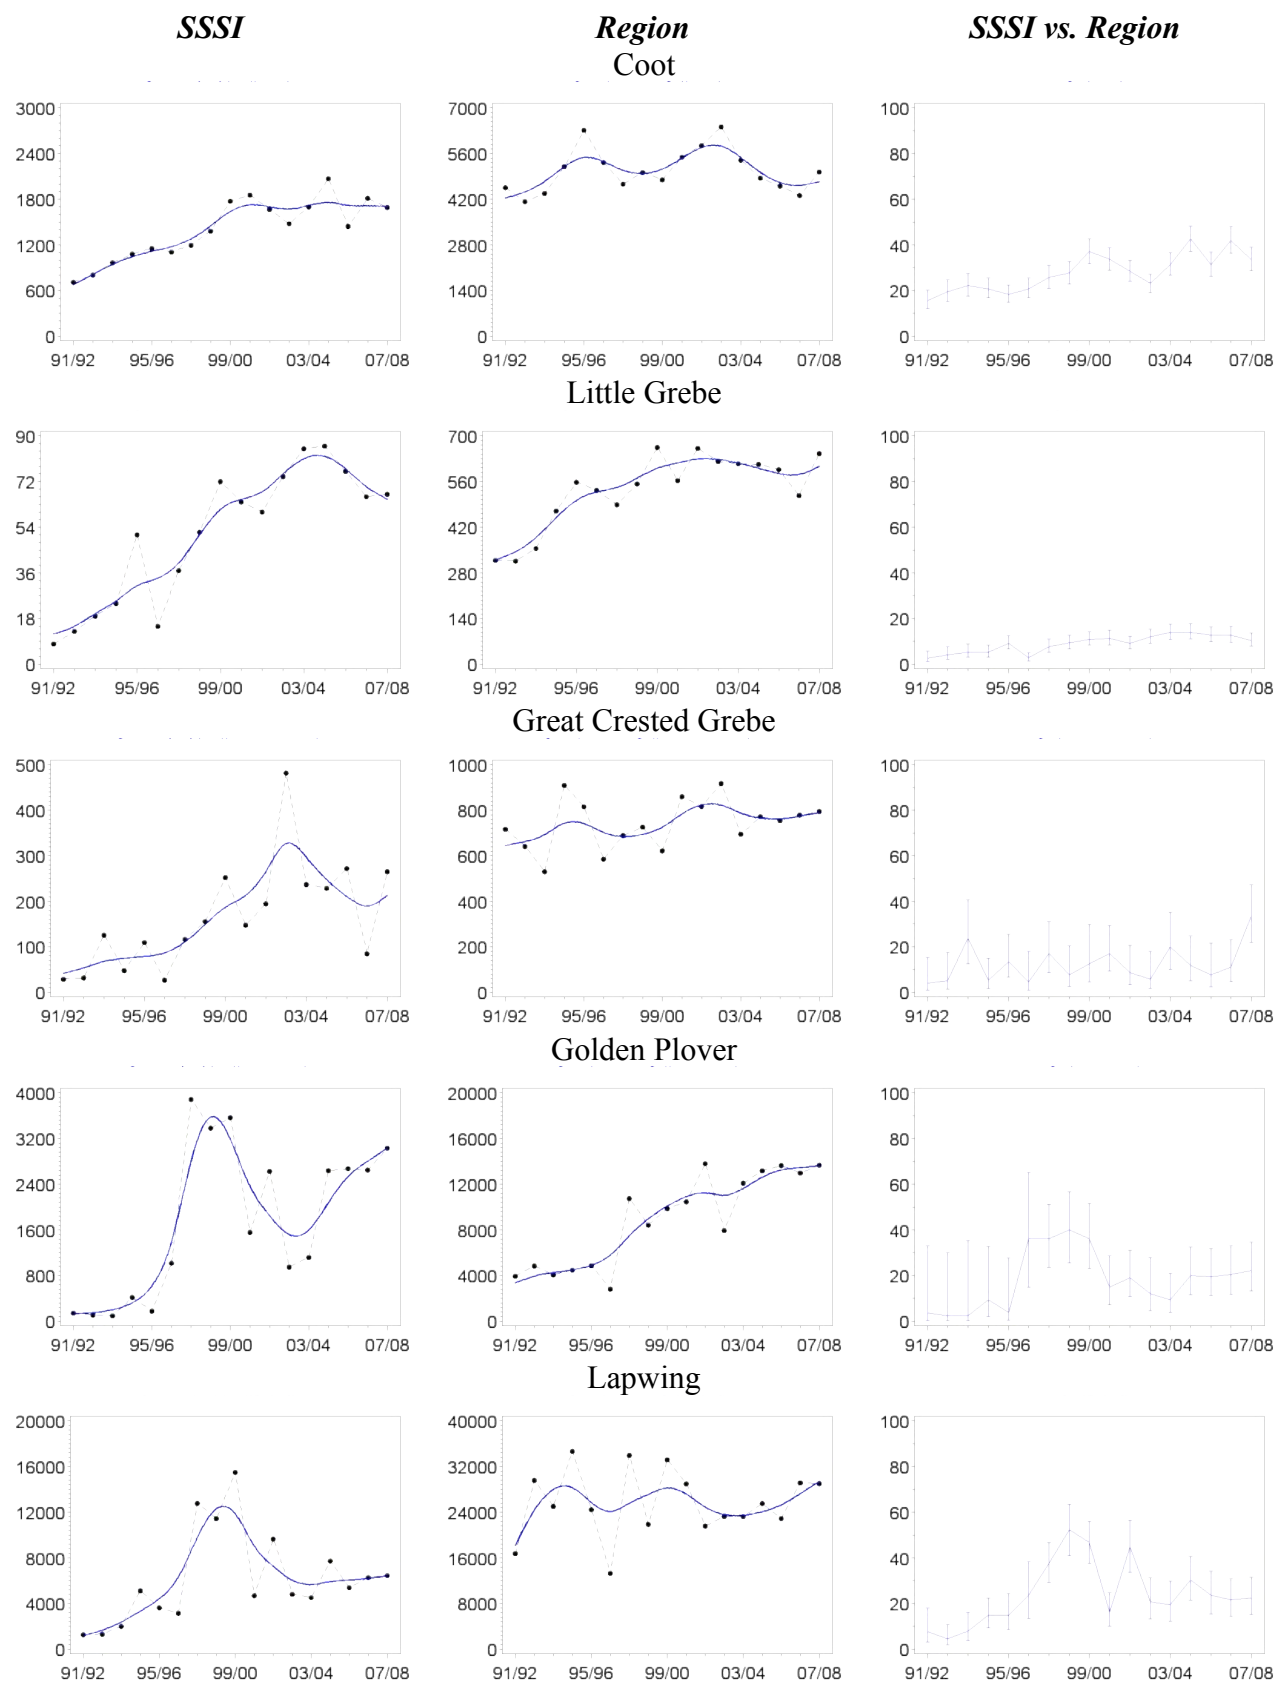 SSSI Region SSSI vs. Region
Coot
3000 7000 100
2400 5600 80
1800 4200 60
1200 2800 40
600 1400 20
0 0 0
91/92 95/96 99/00 03/04 07/08 91/92 95/96 99/00 03/04 07/08 91/92 95/96 99/00 03/04 07/08
Little Grebe
90 700 100
72 560 80
54 420 60
36 280 40
18 140 20
0 0 0
91/92 95/96 99/00 03/04 07/08 91/92 95/96 99/00 03/04 07/08 91/92 95/96 99/00 03/04 07/08
Great Crested Grebe
500 1000 100
400 800 80
300 600 60
200 400 40
100 200 20
0 0 0
91/92 95/96 99/00 03/04 07/08 91/92 95/96 99/00 03/04 07/08 91/92 95/96 99/00 03/04 07/08
Golden Plover
4000 20000 100
3200 16000 80
2400 12000 60
1600 8000 40
800 4000 20
0 0 0
91/92 95/96 99/00 03/04 07/08 91/92 95/96 99/00 03/04 07/08 91/92 95/96 99/00 03/04 07/08
Lapwing
20000 40000 100
16000 32000 80
12000 24000 60
8000 16000 40
4000 8000 20
0 0 0
91/92 95/96 99/00 03/04 07/08 91/92 95/96 99/00 03/04 07/08 91/92 95/96 99/00 03/04 07/08